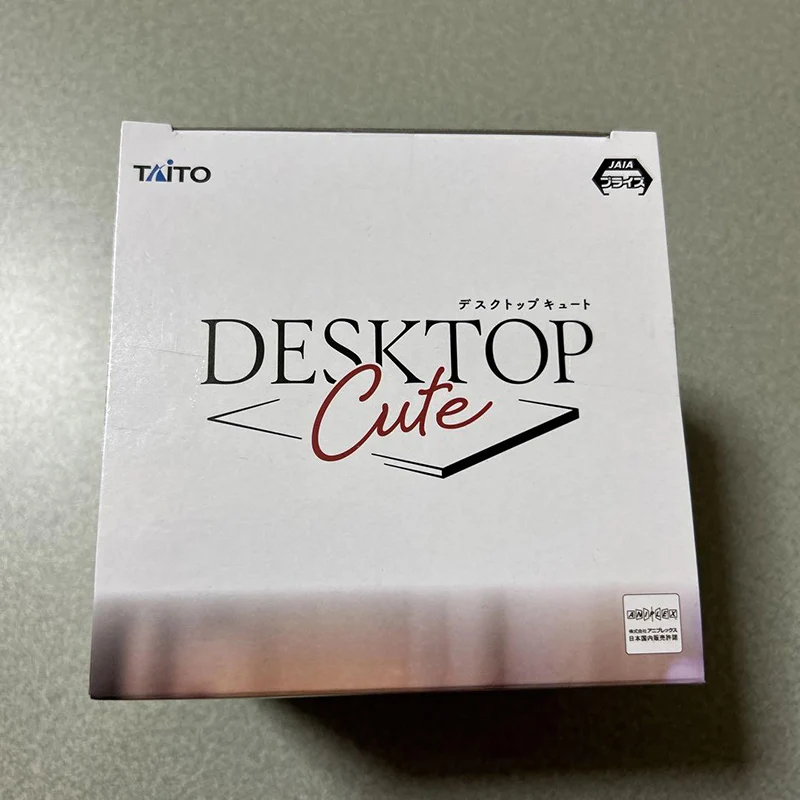 TAITO
JAIA
プライズ
デスクトップキュート
DESKTOP
Cute
ANIPLEX
株式会社アニプレックス
日本国内販売許諾